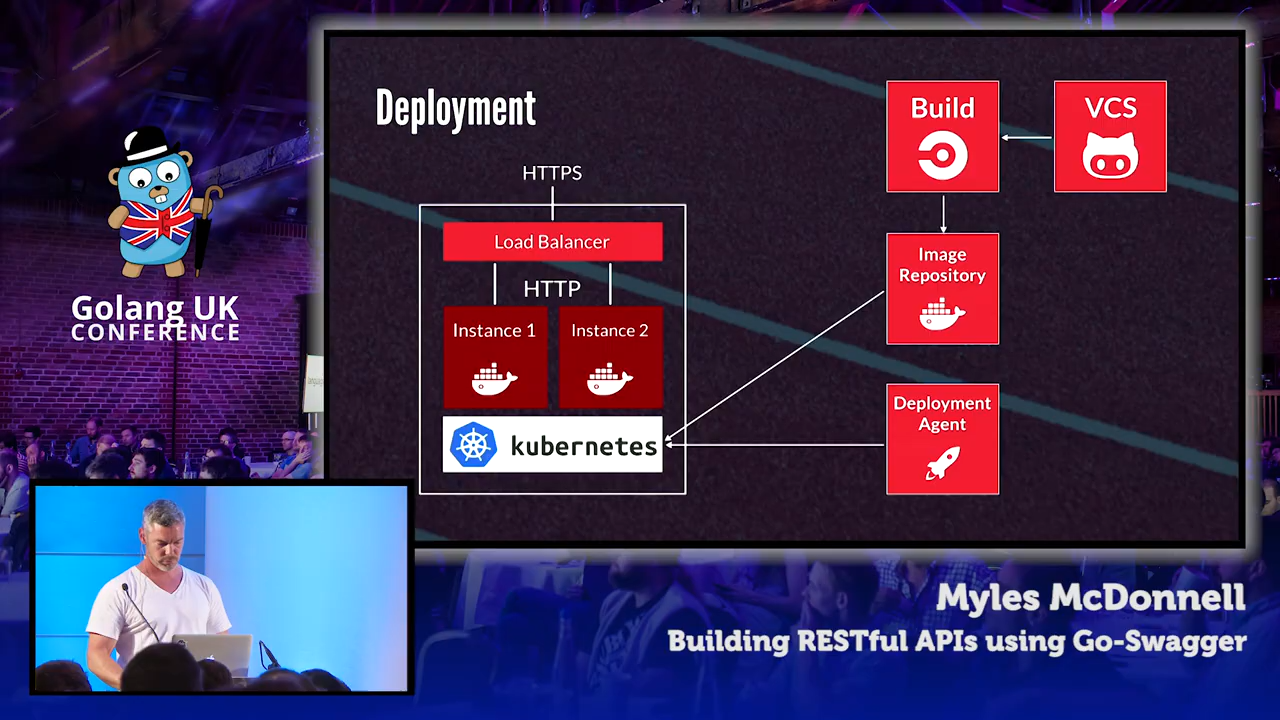 Deployment
HTTPS
Load Balancer
HTTP
Instance 1
Instance 2
kubernetes
Build
VCS
Image
Repository
Deployment
Agent
Golang UK
CONFERENCE
Myles McDonnell
Building RESTful APIs using Go-Swagger